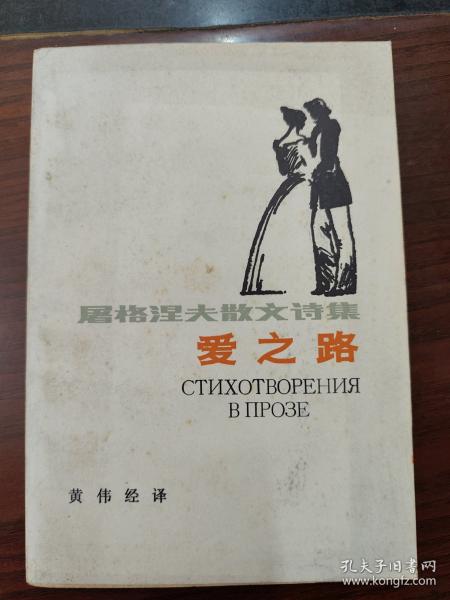 屠格涅夫散文诗集
爱之路
СТИХОТВОРЕНИЯ
В ПРОЗЕ
黄伟经译
孔夫子旧书网
www.kongfz.com